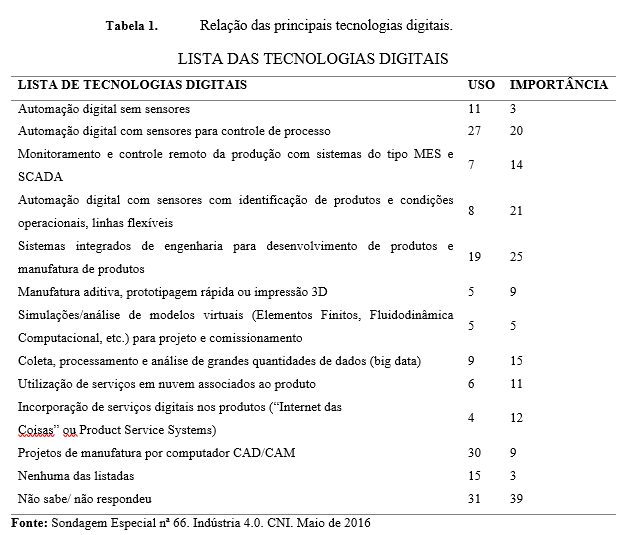 Tabela 1. Relação das principais tecnologias digitais.
LISTA DAS TECNOLOGIAS DIGITAIS
LISTA DE TECNOLOGIAS DIGITAIS USO IMPORTÂNCIA
Automação digital sem sensores 11 3
Automação digital com sensores para controle de processo 27 20
Monitoramento e controle remoto da produção com sistemas do tipo MES e
SCADA 7 14
Automação digital com sensores com identificação de produtos e condições
operacionais, linhas flexíveis 8 21
Sistemas integrados de engenharia para desenvolvimento de produtos e
manufatura de produtos 19 25
Manufatura aditiva, prototipagem rápida ou impressão 3D 5 9
Simulações/análise de modelos virtuais (Elementos Finitos, Fluidodinâmica
Computacional, etc.) para projeto e comissionamento 5 5
Coleta, processamento e análise de grandes quantidades de dados (big data) 9 15
Utilização de serviços em nuvem associados ao produto 6 11
Incorporação de serviços digitais nos produtos (“Internet das
Coisas” ou Product Service Systems) 4 12
Projetos de manufatura por computador CAD/CAM 30 9
Nenhuma das listadas 15 3
Não sabe/ não respondeu 31 39
Fonte: Sondagem Especial nª 66. Indústria 4.0. CNI. Maio de 2016